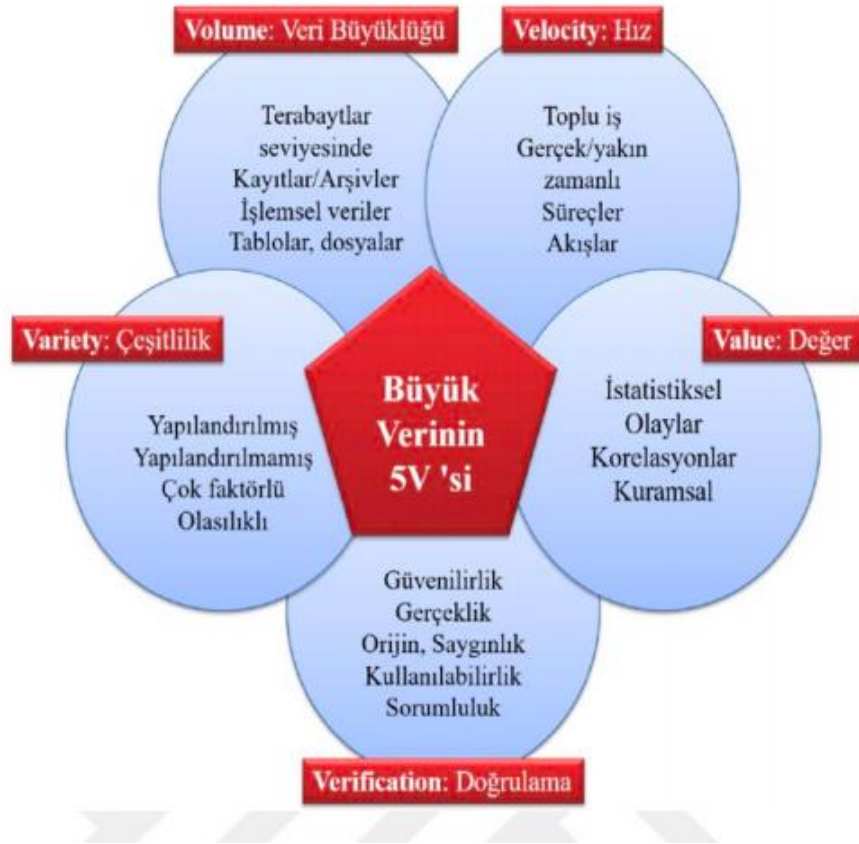 Volume: Veri Büyüklüğü
Terabaytlar
seviyesinde
Kayıtlar/Arşivler
İşlemsel veriler
Tablolar, dosyalar
Velocity: Hız
Toplu iş
Gerçek/yakın
zamanlı
Süreçler
Akışlar
Variety: Çeşitlilik
Yapılandırılmış
Yapılandırılmamış
Çok faktörlü
Olasılıklı
Büyük
Verinin
5V 'si
Value: Değer
İstatistiksel
Olaylar
Korelasyonlar
Kuramsal
Güvenilirlik
Gerçeklik
Orijin, Saygınlık
Kullanılabilirlik
Sorumluluk
Verification: Doğrulama